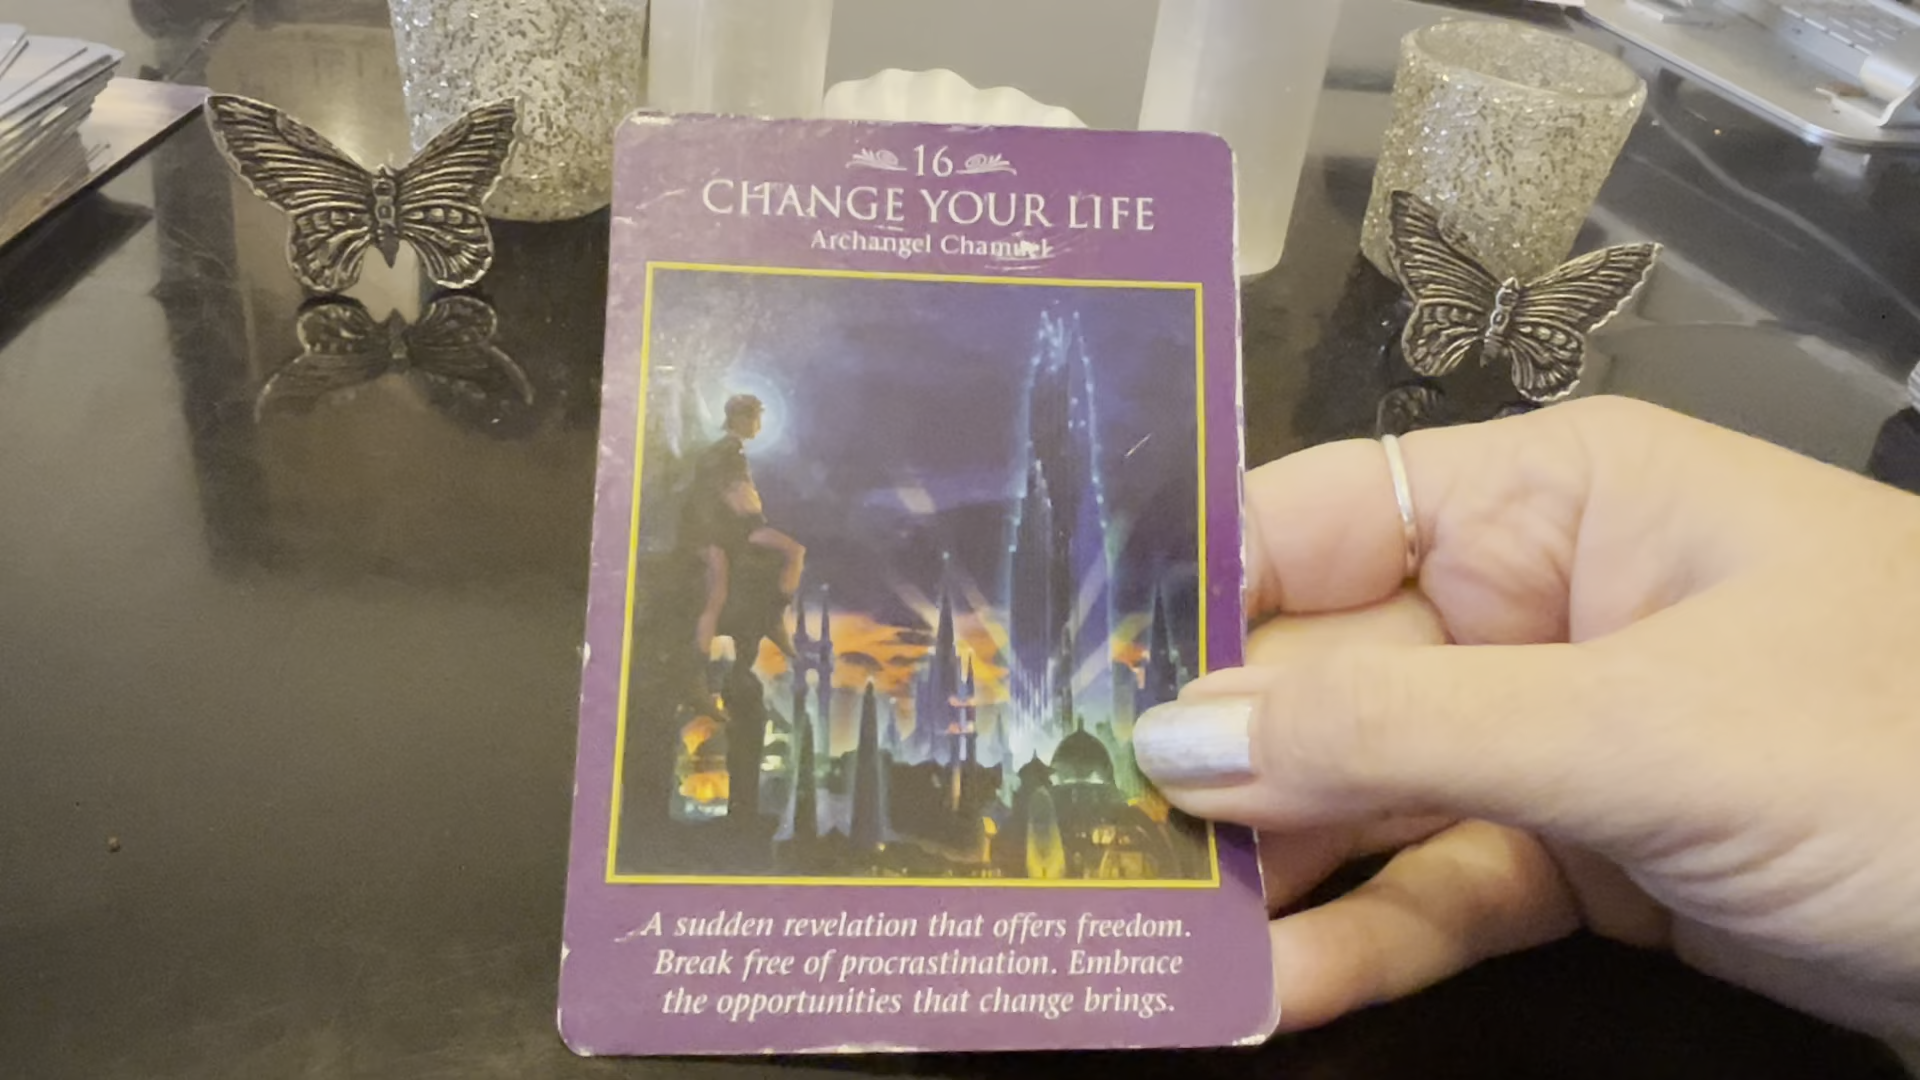 16
CHANGE YOUR LIFE
Archangel Chamuel
A sudden revelation that offers freedom.
Break free of procrastination. Embrace
the opportunities that change brings.